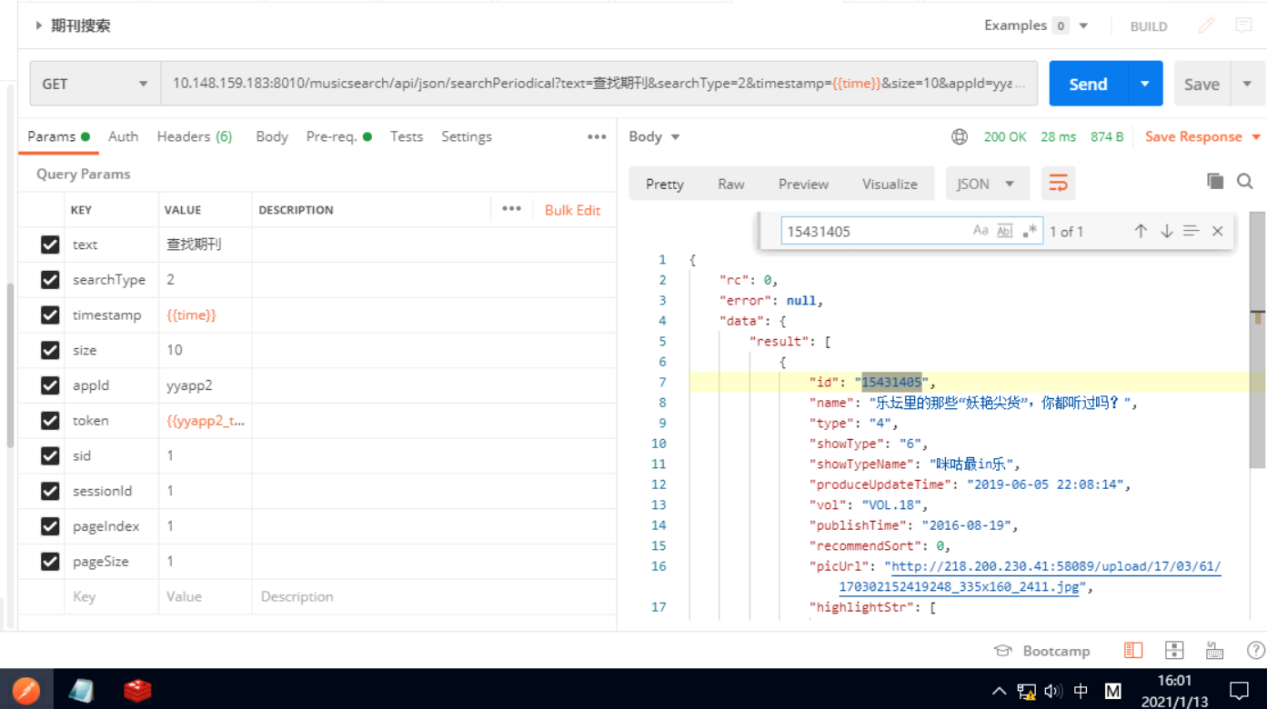 期刊搜索
Examples 0 BUILD
GET 10.148.159.183:8010/musicsearch/api/json/searchPeriodical?text=查找期刊&searchType=2&timestamp={{time}}&size=10&appId=yya... Send Save
Params Auth Headers (6) Body Pre-req. Tests Settings ••• Body 200 OK 28 ms 874 B Save Response
Query Params
Pretty Raw Preview Visualize JSON
KEY VALUE DESCRIPTION ••• Bulk Edit
15431405 Aa Abl .* 1 of 1
text 查找期刊
searchType 2
timestamp {{time}}
size 10
appId yyapp2
token {{yyapp2_t...
sid 1
sessionId 1
pageIndex 1
pageSize 1
Key Value Description
1 {
2 "rc": 0,
3 "error": null,
4 "data": {
5 "result": [
6 {
7 "id": "15431405",
8 "name": "乐坛里的那些“妖艳尖货”，你都听过吗？",
9 "type": "4",
10 "showType": "6",
11 "showTypeName": "咪咕最in乐",
12 "produceUpdateTime": "2019-06-05 22:08:14",
13 "vol": "VOL.18",
14 "publishTime": "2016-08-19",
15 "recommendSort": 0,
16 "picUrl": "http://218.200.230.41:58089/upload/17/03/61/
170302152419248_335x160_2411.jpg",
17 "highlightStr": [
Bootcamp
中 M 16:01
2021/1/13